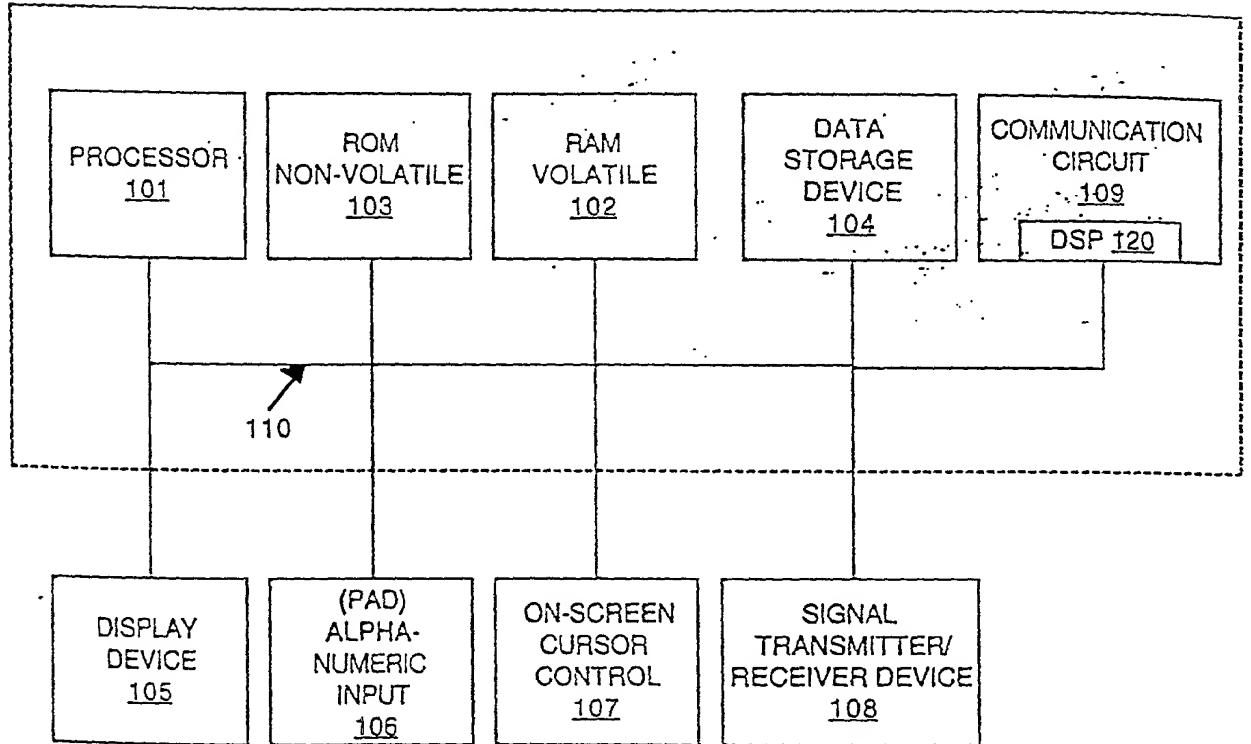 PROCESSOR
101
ROM
NON-VOLATILE
103
RAM
VOLATILE
102
DATA
STORAGE
DEVICE
104
COMMUNICATION
CIRCUIT
109
DSP 120
110
DISPLAY
DEVICE
105
(PAD)
ALPHA-
NUMERIC
INPUT
106
ON-SCREEN
CURSOR
CONTROL
107
SIGNAL
TRANSMITTER/
RECEIVER DEVICE
108